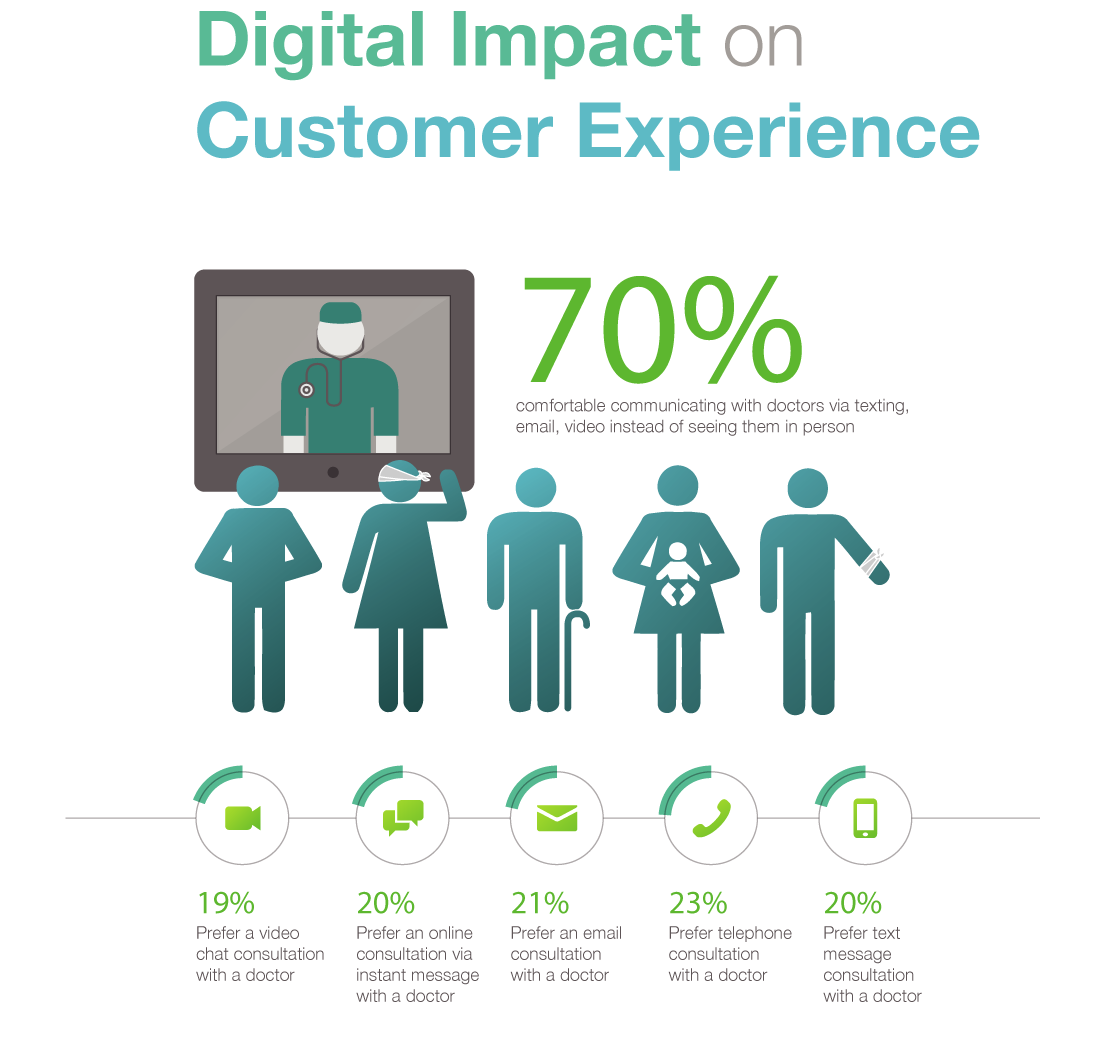 Digital Impact on
Customer Experience
70%
comfortable communicating with doctors via texting,
email, video instead of seeing them in person
19%
Prefer a video
chat consultation
with a doctor
20%
Prefer an online
consultation via
instant message
with a doctor
21%
Prefer an email
consultation
with a doctor
23%
Prefer telephone
consultation
with a doctor
20%
Prefer text
message
consultation
with a doctor